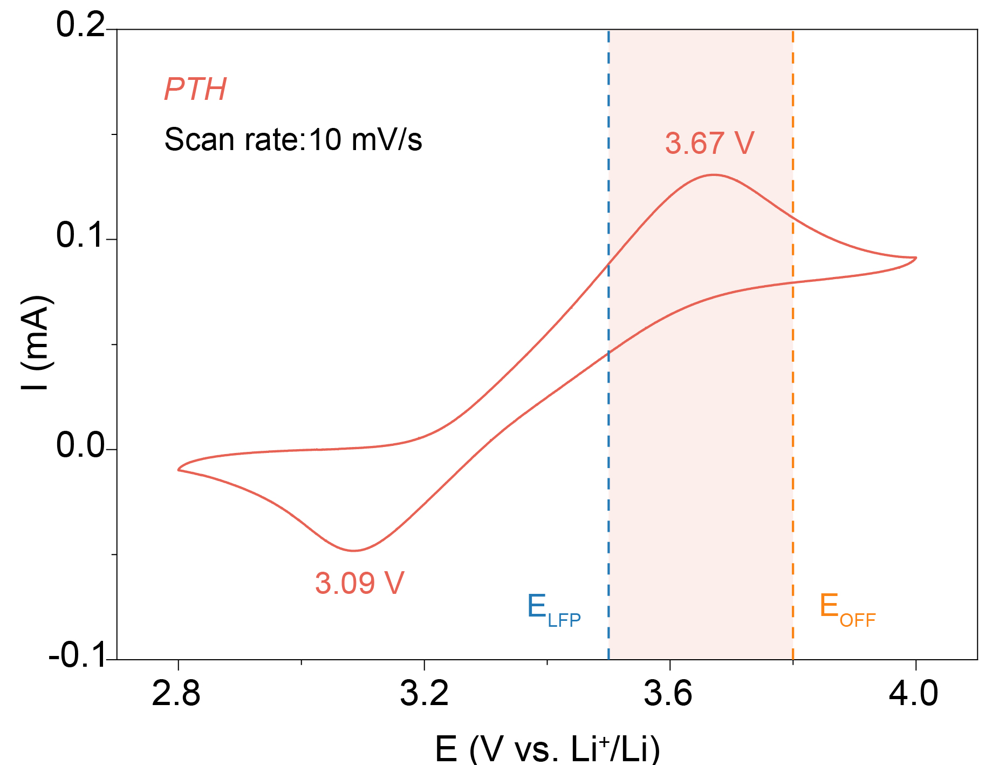 0.2
PTH
Scan rate:10 mV/s
3.67 V
0.1
I (mA)
0.0
3.09 V
E_LFP
E_OFF
-0.1
2.8 3.2 3.6 4.0
E (V vs. Li⁺/Li)